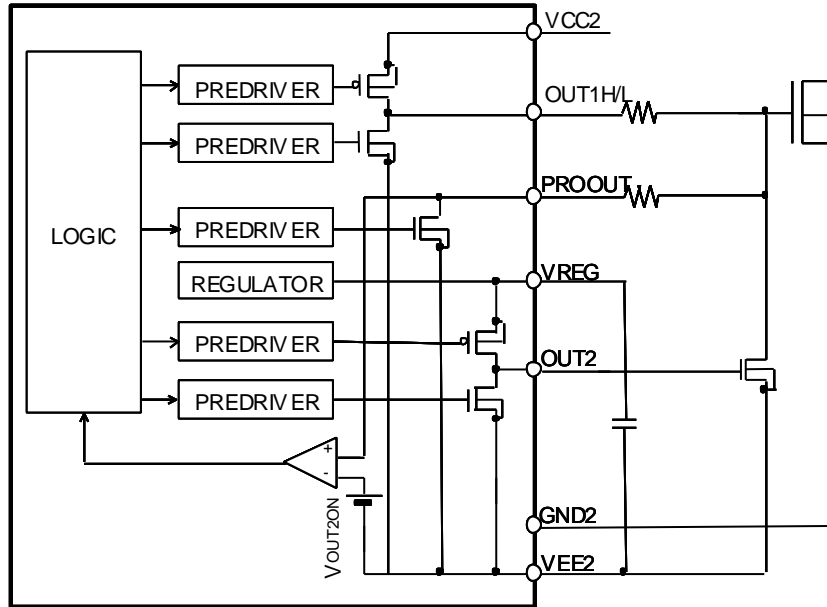 VCC2
PREDRIVER
OUT1H/L
PREDRIVER
PROOUT
LOGIC
PREDRIVER
REGULATOR
VREG
PREDRIVER
OUT2
PREDRIVER
+
-
VOUT2ON
GND2
VEE2